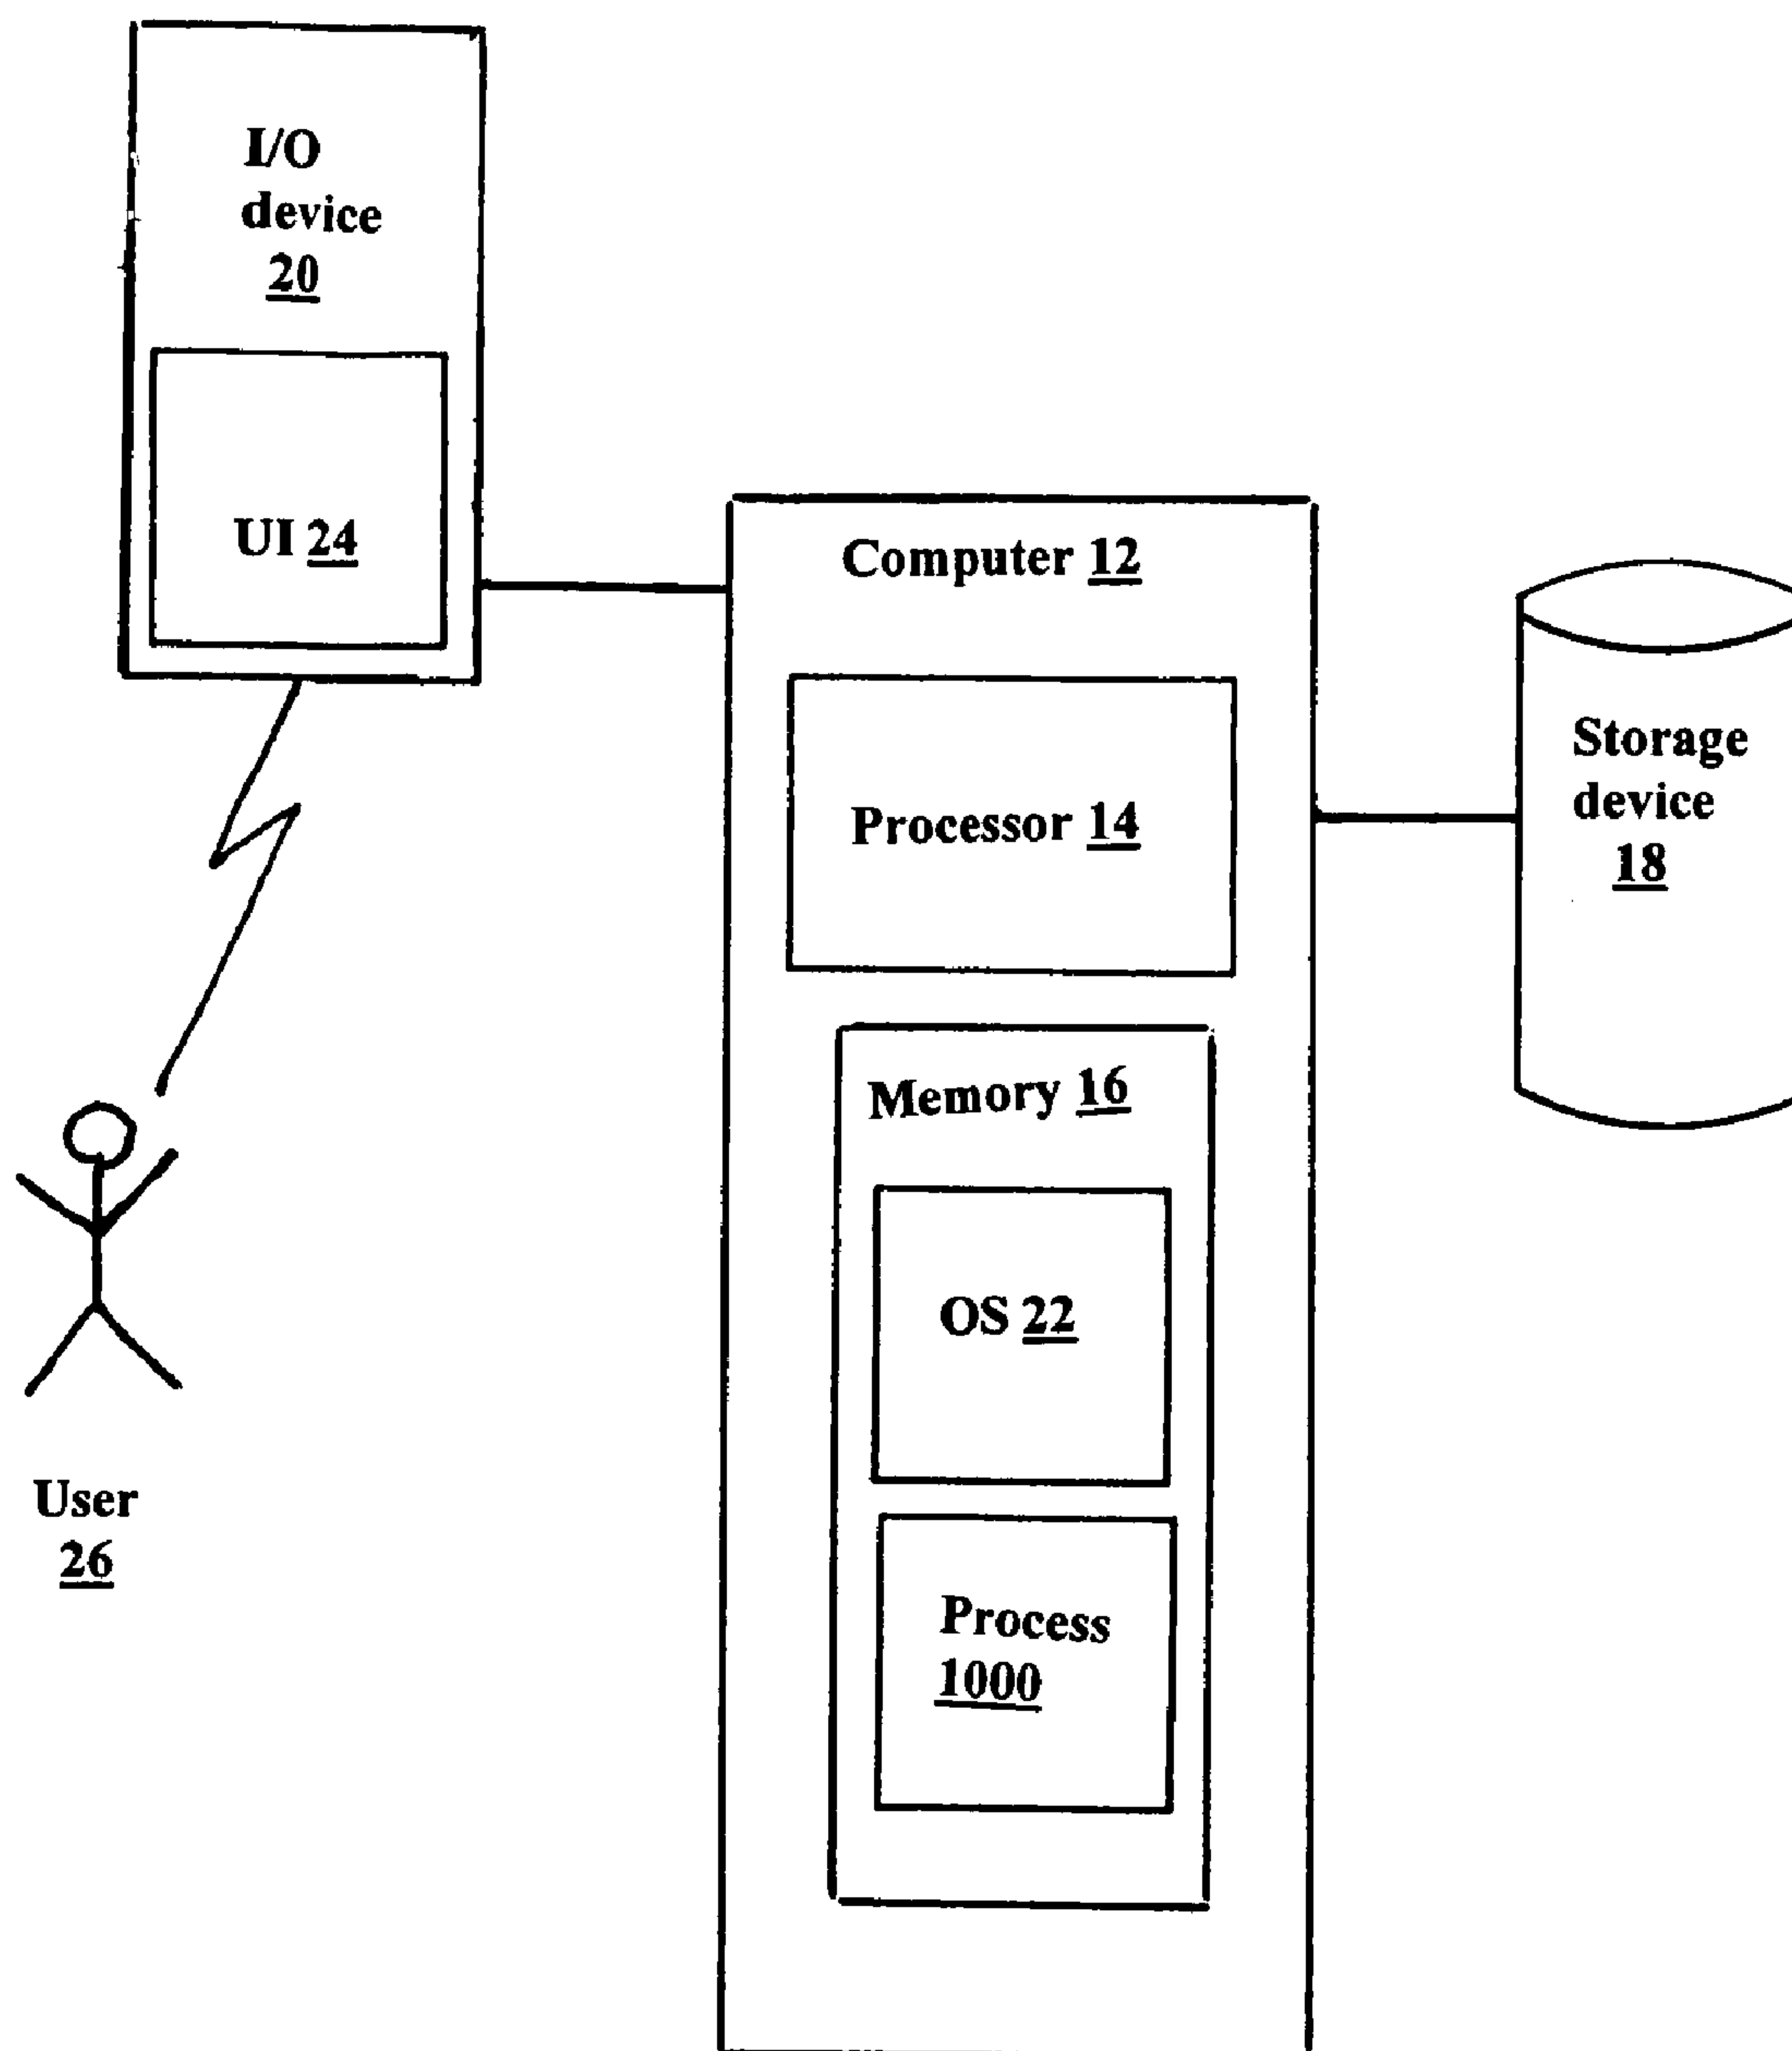 I/O
device
20
UI 24
Computer 12
Processor 14
Storage
device
18
Memory 16
OS 22
Process
1000
User
26